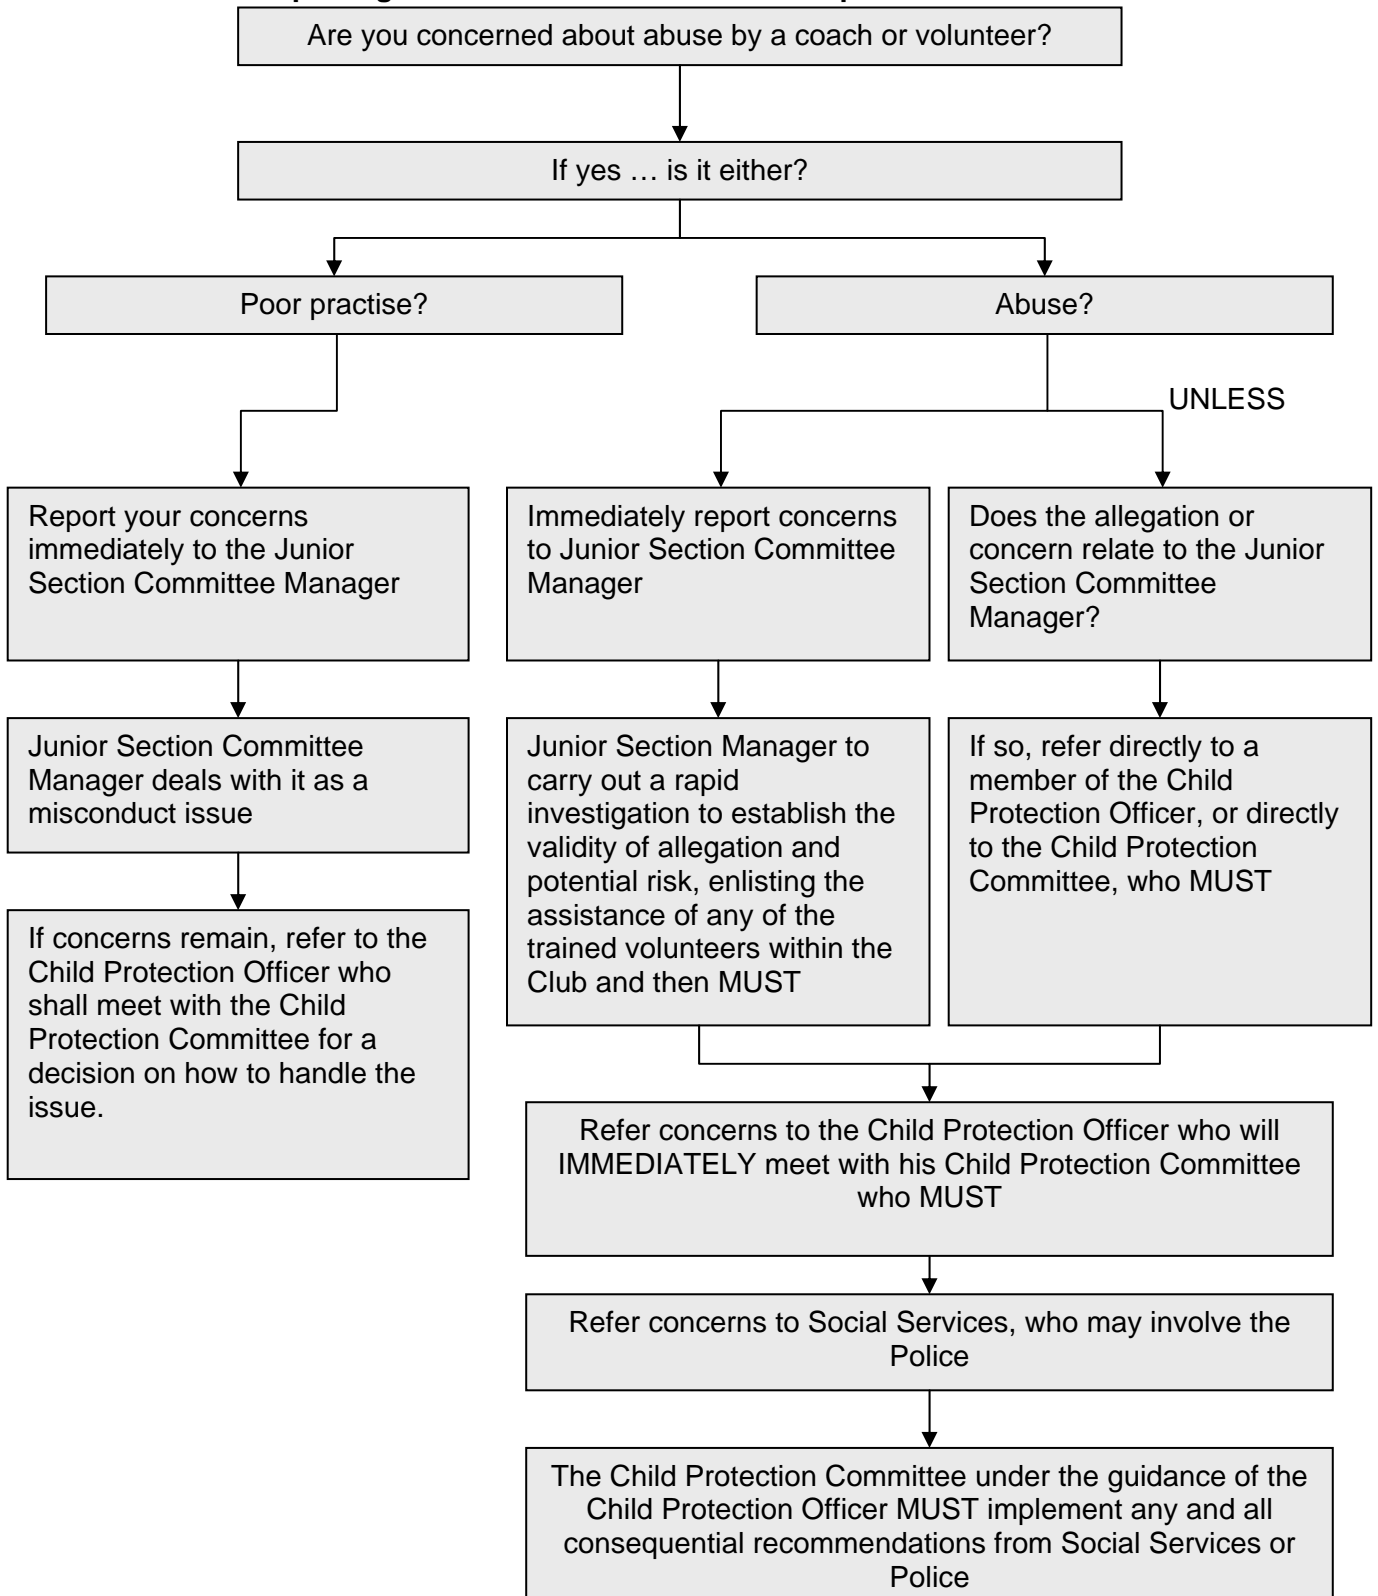 Are you concerned about abuse by a coach or volunteer?
If yes … is it either?
Poor practise?
Abuse?
UNLESS
Report your concerns
immediately to the Junior
Section Committee Manager
Immediately report concerns
to Junior Section Committee
Manager
Does the allegation or
concern relate to the Junior
Section Committee
Manager?
Junior Section Committee
Manager deals with it as a
misconduct issue
Junior Section Manager to
carry out a rapid
investigation to establish the
validity of allegation and
potential risk, enlisting the
assistance of any of the
trained volunteers within the
Club and then MUST
If so, refer directly to a
member of the Child
Protection Officer, or directly
to the Child Protection
Committee, who MUST
If concerns remain, refer to the
Child Protection Officer who
shall meet with the Child
Protection Committee for a
decision on how to handle the
issue.
Refer concerns to the Child Protection Officer who will
IMMEDIATELY meet with his Child Protection Committee
who MUST
Refer concerns to Social Services, who may involve the
Police
The Child Protection Committee under the guidance of the
Child Protection Officer MUST implement any and all
consequential recommendations from Social Services or
Police